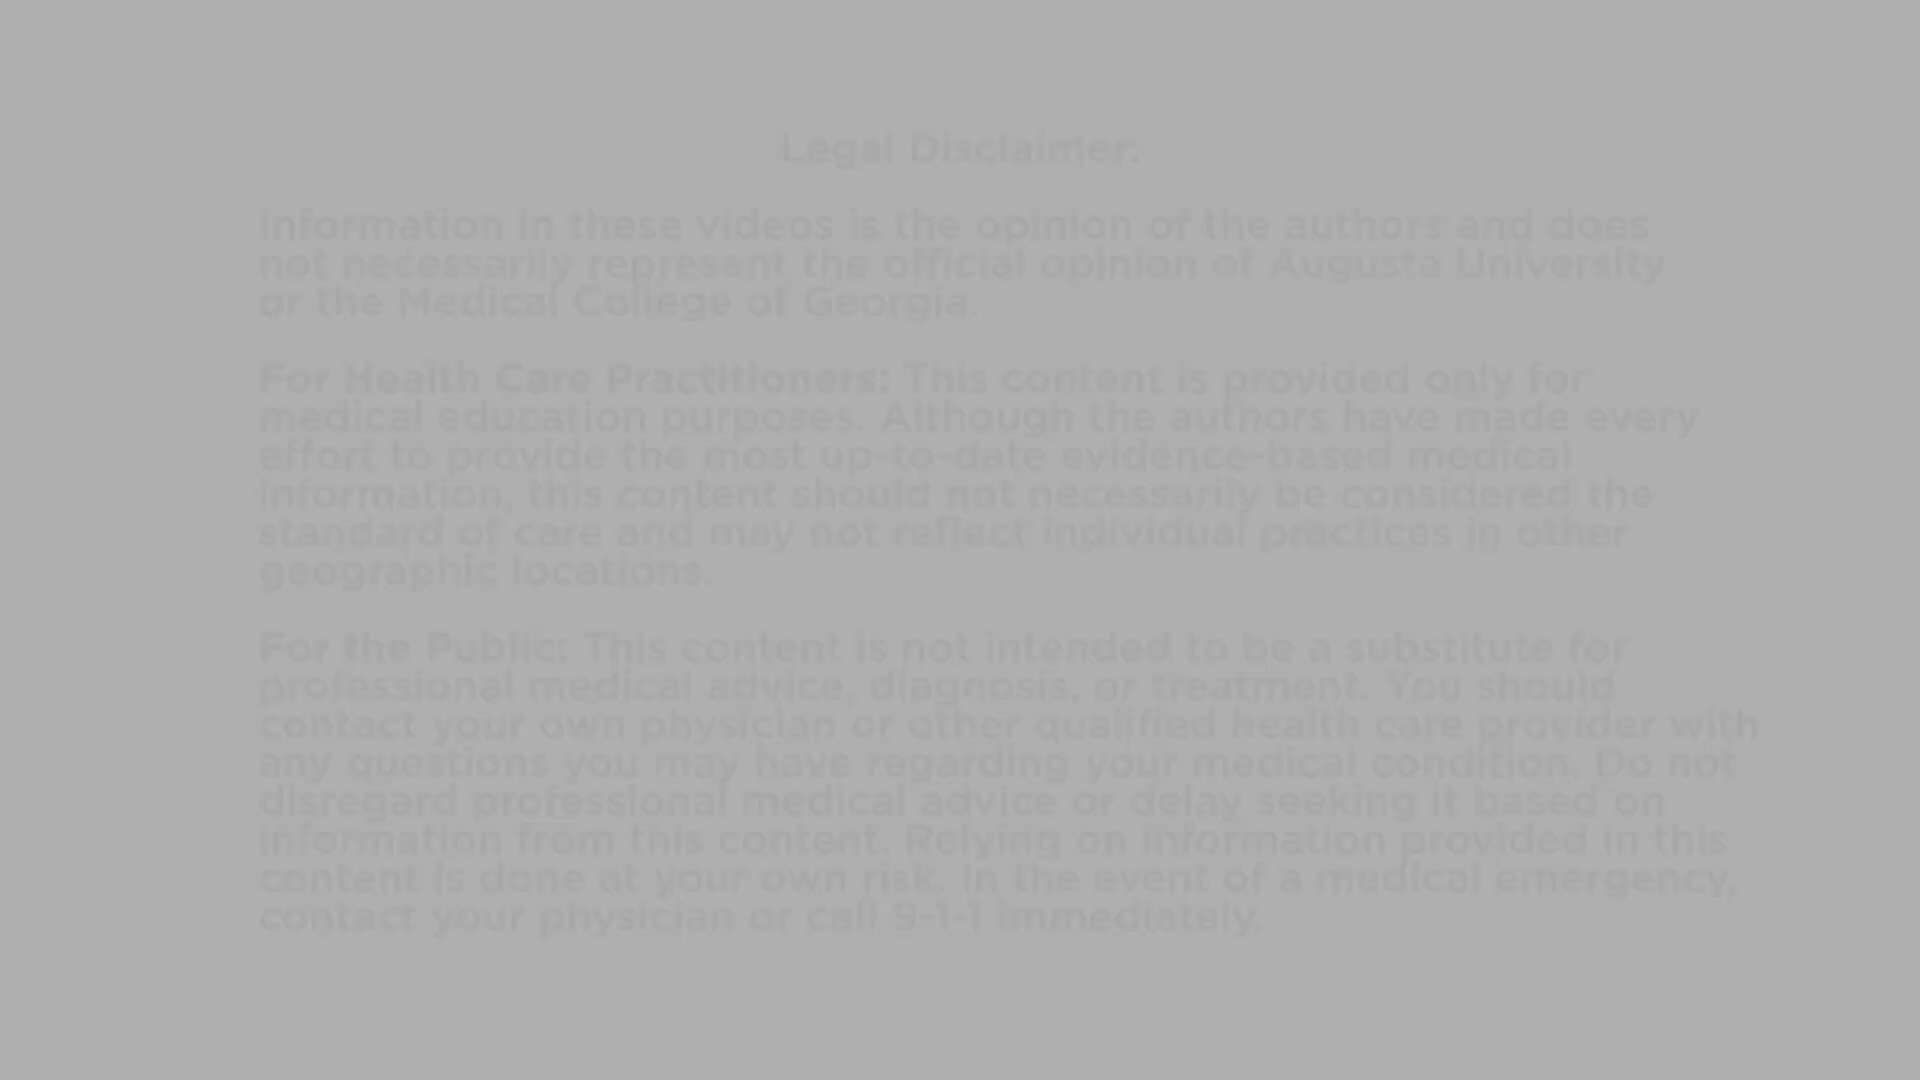 Legal Disclaimer:
Information in these videos is the opinion of the authors and does
not necessarily represent the official opinion of Augusta University
or the Medical College of Georgia.
For Health Care Practitioners: This content is provided only for
medical education purposes. Although the authors have made every
effort to provide the most up-to-date evidence-based medical
information, this content should not necessarily be considered the
standard of care and may not reflect individual practices in other
geographic locations.
For the Public: This content is not intended to be a substitute for
professional medical advice, diagnosis, or treatment. You should
contact your own physician or other qualified health care provider with
any questions you may have regarding your medical condition. Do not
disregard professional medical advice or delay seeking it based on
information from this content. Relying on information provided in this
content is done at your own risk. In the event of a medical emergency,
contact your physician or call 9-1-1 immediately.